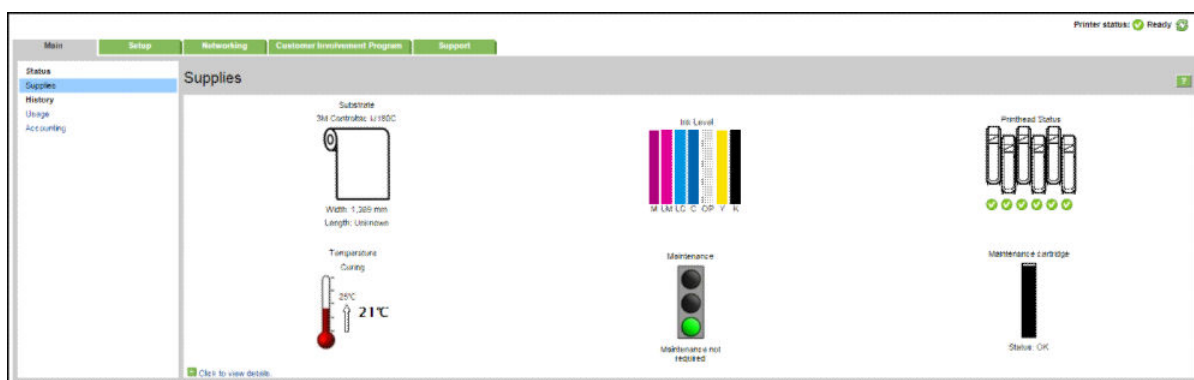 Printer status: Ready
Main
Setup
Networking
Customer Involvement Program
Support
Status
Supplies
History
Usage
Accounting
Supplies
?
Substrate
3M Controltac
Width: 1,369 mm
Length: Unknown
Ink Level
M LM LC C OP Y K
Printhead Status
Temperature
Curing
25°C
21°C
Maintenance
Maintenance not
required
Maintenance cartridge
Status: OK
Click to view details.